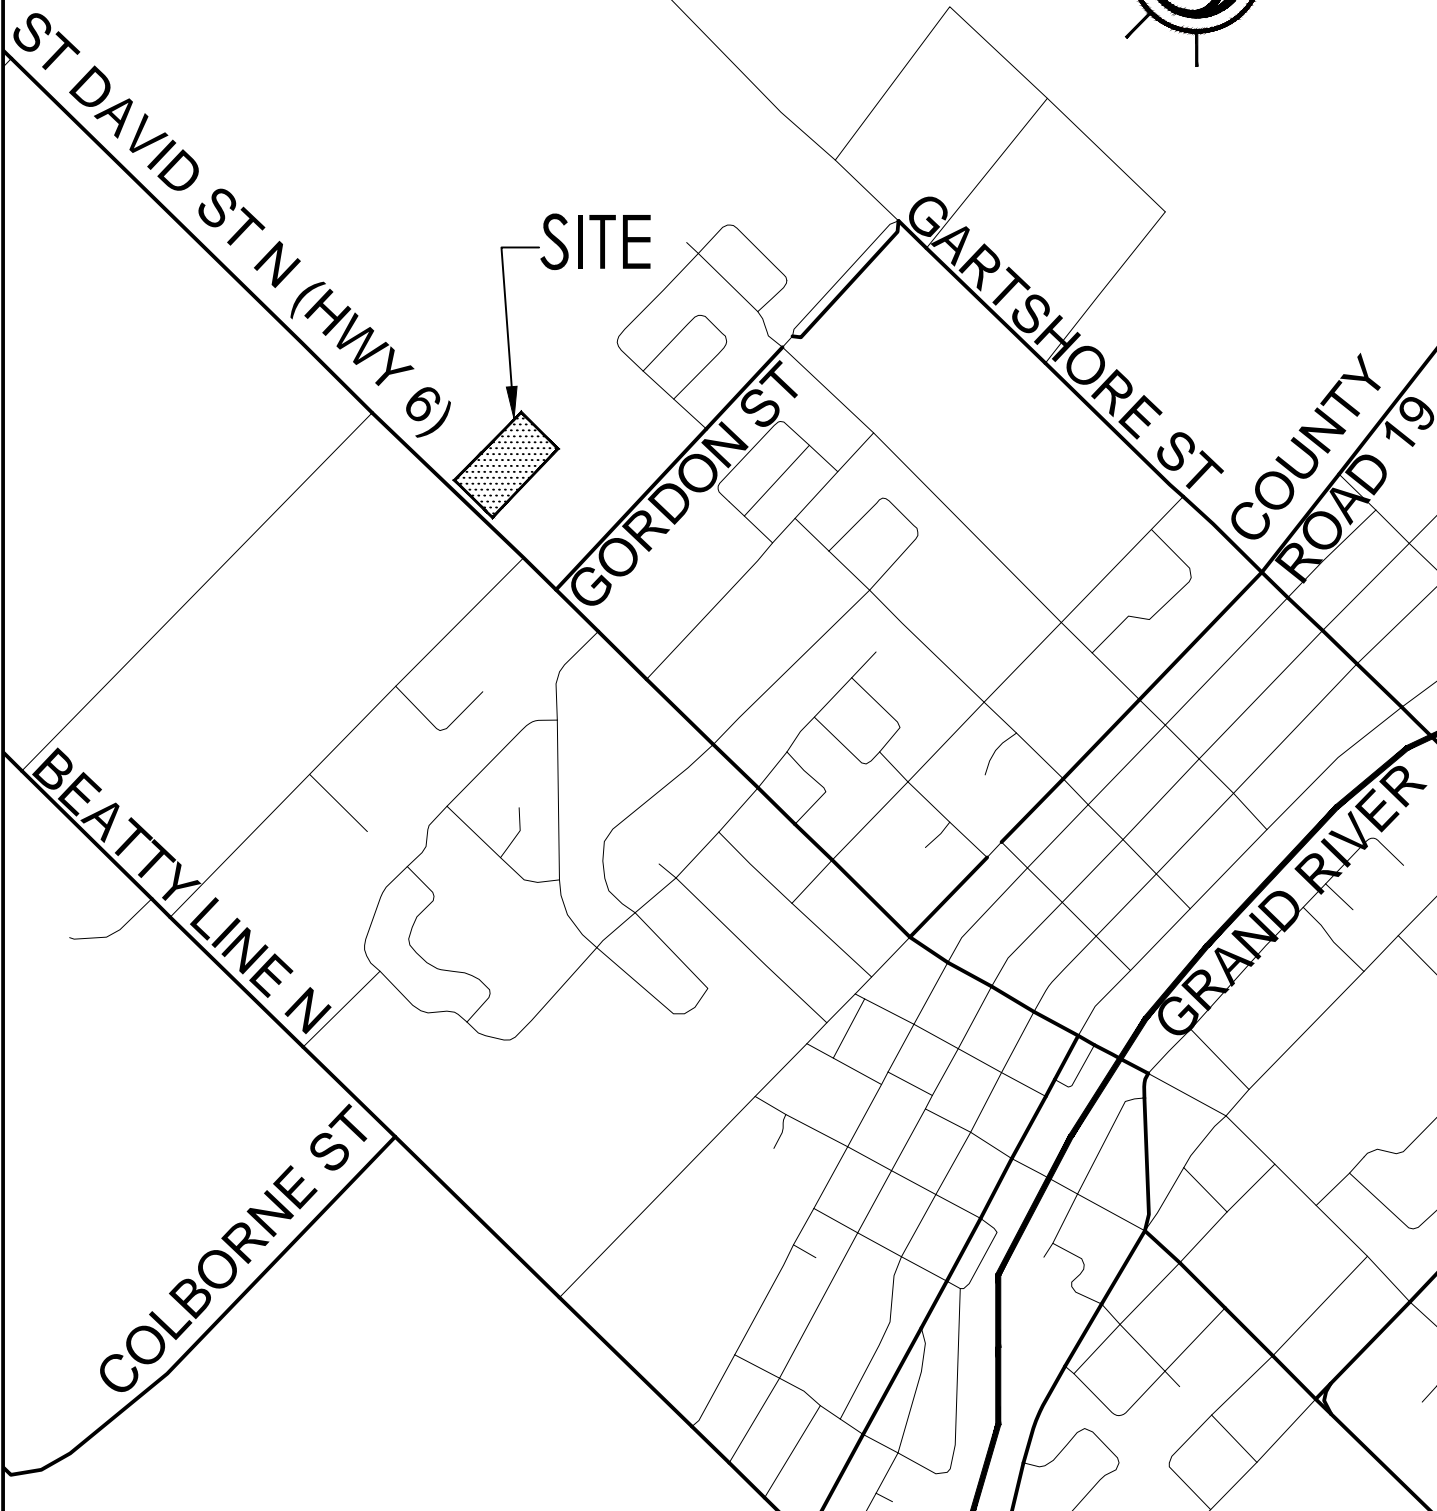 ST DAVID ST N (HWY 6)
SITE
GARTSHORE ST
COUNTY
ROAD 19
GORDON ST
BEATTY LINE N
GRAND RIVER
COLBORNE ST